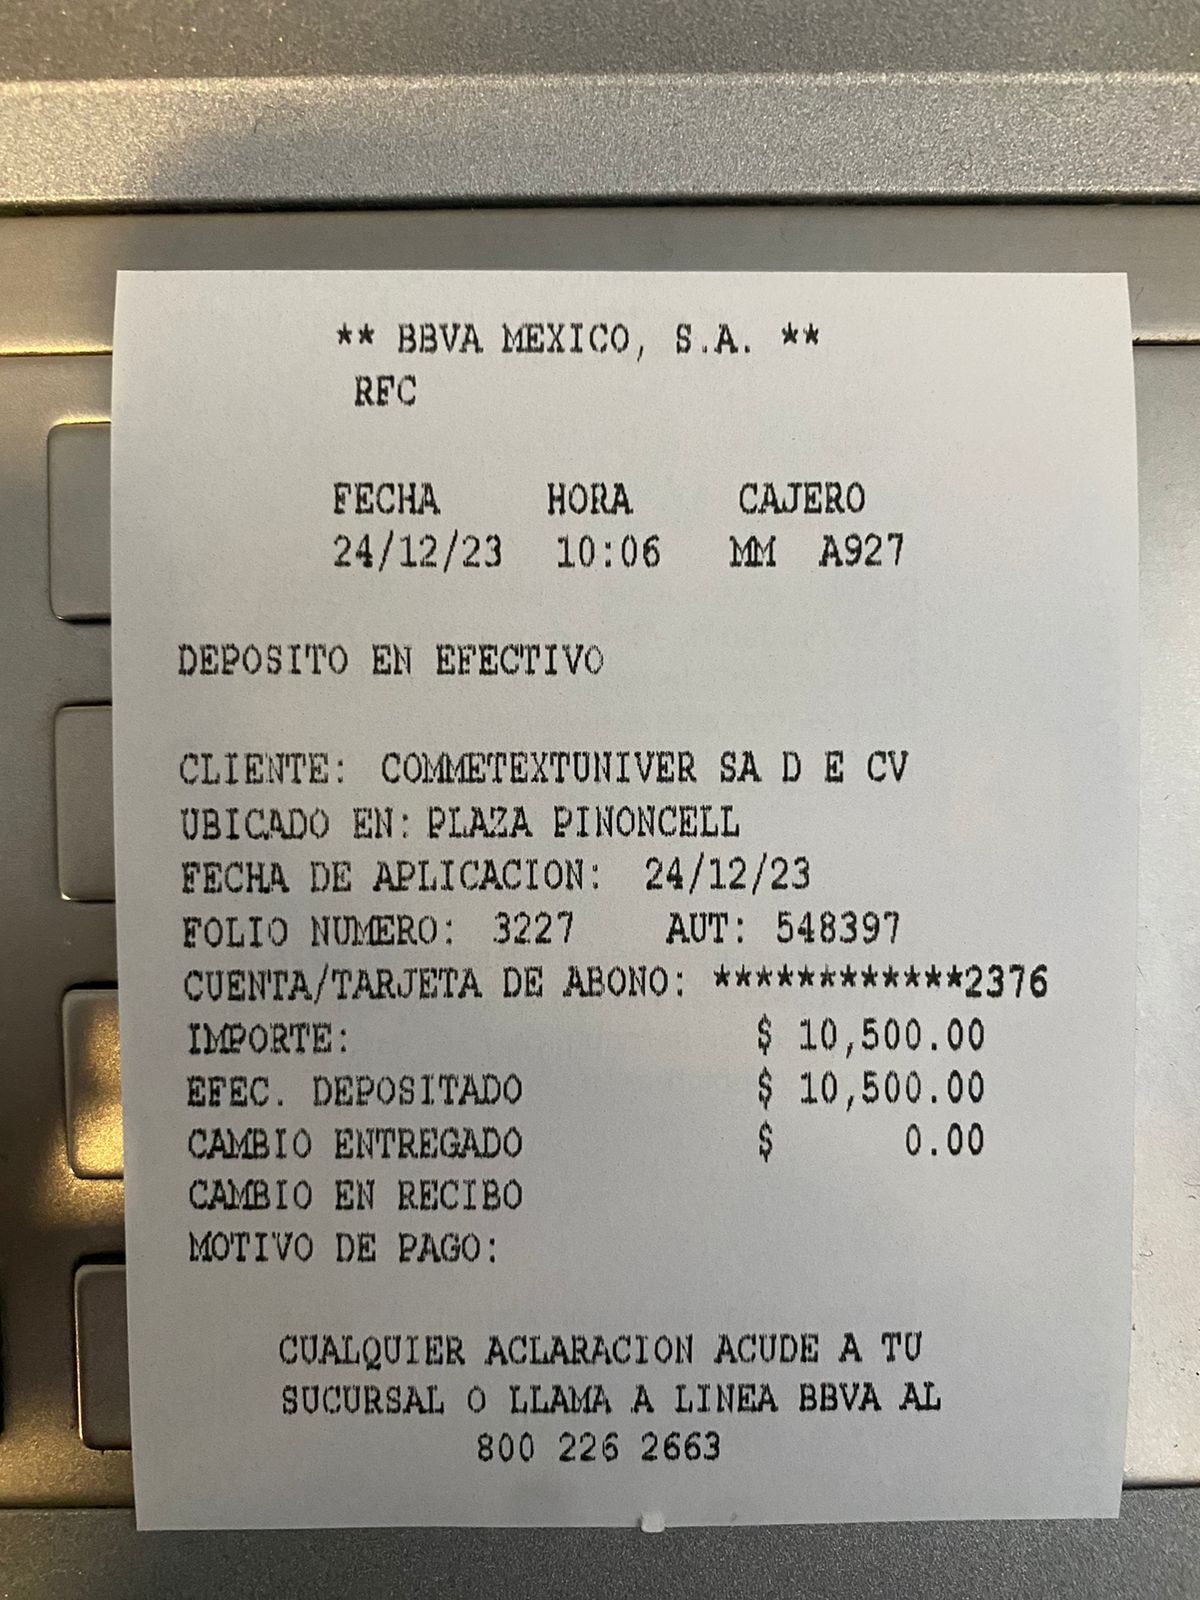 ** BBVA MEXICO, S.A. **
RFC
FECHA HORA CAJERO
24/12/23 10:06 MM A927
DEPOSITO EN EFECTIVO
CLIENTE: COMMETEXTUNIVER SA D E CV
UBICADO EN: PLAZA PINONCELL
FECHA DE APLICACION: 24/12/23
FOLIO NUMERO: 3227 AUT: 548397
CUENTA/TARJETA DE ABONO: ************2376
IMPORTE: $ 10,500.00
EFEC. DEPOSITADO $ 10,500.00
CAMBIO ENTREGADO $ 0.00
CAMBIO EN RECIBO
MOTIVO DE PAGO:
CUALQUIER ACLARACION ACUDE A TU
SUCURSAL O LLAMA A LINEA BBVA AL
800 226 2663